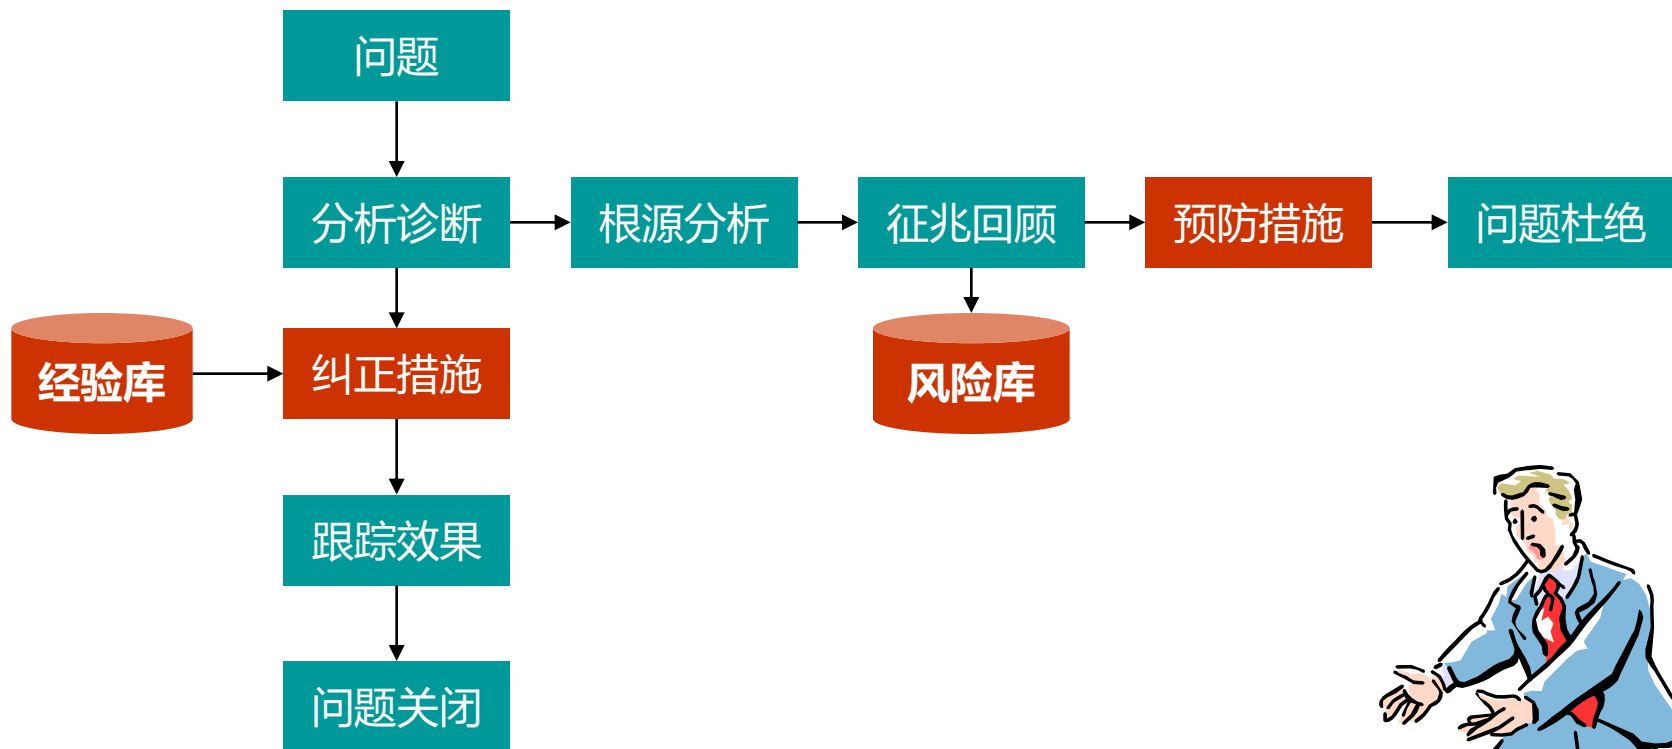 问题
分析诊断
根源分析
征兆回顾
预防措施
问题杜绝
经验库
纠正措施
风险库
跟踪效果
问题关闭